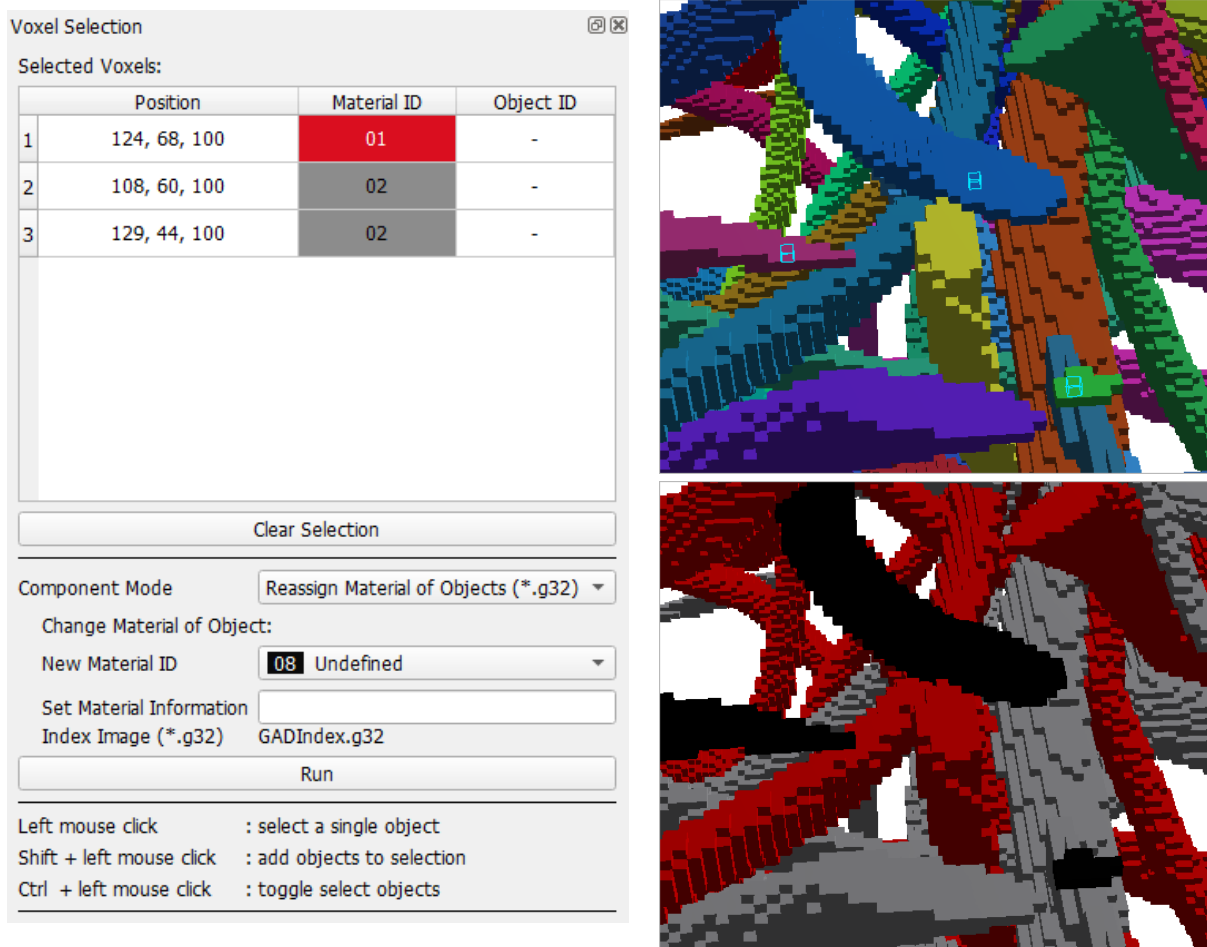 Voxel Selection
Selected Voxels:
Position Material ID Object ID
1 124, 68, 100 01 -
2 108, 60, 100 02 -
3 129, 44, 100 02 -
Clear Selection
Component Mode Reassign Material of Objects (*.g32)
Change Material of Object:
New Material ID 08 Undefined
Set Material Information
Index Image (*.g32) GADIndex.g32
Run
Left mouse click : select a single object
Shift + left mouse click : add objects to selection
Ctrl + left mouse click : toggle select objects